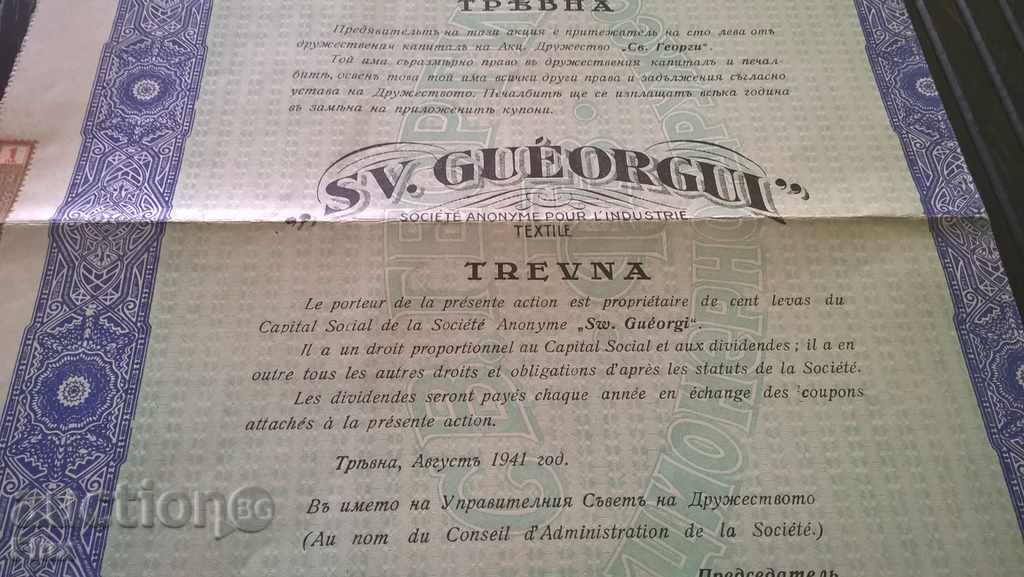 ТРѢВНА
Предявительтъ на тази акция е притежатель на сто лева отъ
дружествения капиталъ на Акц. Дружество „Св. Георги“.
Той има съразмѣрно право въ дружествения капиталъ и печал-
битѣ, освенъ това той има всички други права и задължения съгласно
устава на Дружеството. Печалбитѣ ще се изплащатъ всѣка година
въ замѣна на приложенитѣ купони.
„SV. GUÉORGUI“
SOCIÉTÉ ANONYME POUR L'INDUSTRIE
TEXTILE
TREVNA
Le porteur de la présente action est propriétaire de cent levas du
Capital Social de la Société Anonyme „Sw. Guéorgi“.
Il a un droit proportionnel au Capital Social et aux dividendes ; il a en
outre tous les autres droits et obligations d'après les statuts de la Société.
Les dividendes seront payés chaque année en échange des coupons
attachés à la présente action.
Трѣвна, Августъ 1941 год.
Въ името на Управителния Съветъ на Дружеството
(Au nom du Conseil d'Administration de la Société.)
Председатель
auction BG